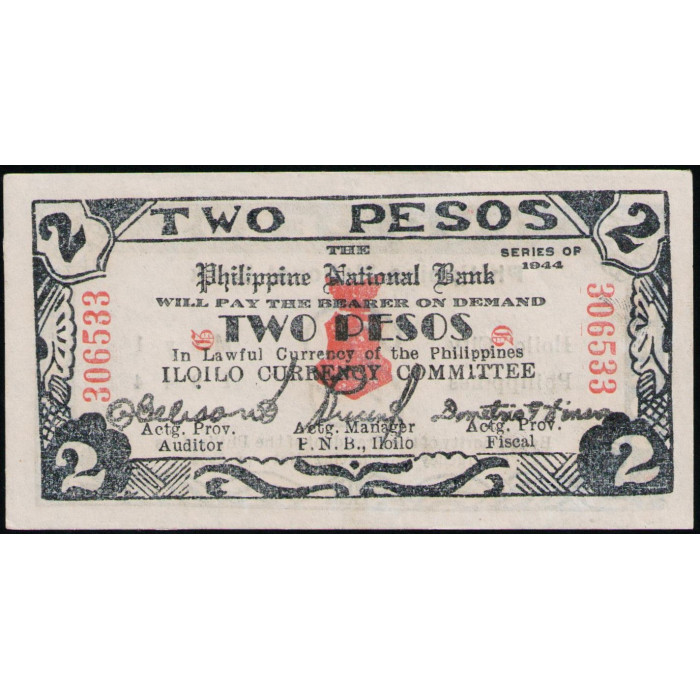 2 TWO PESOS 2
THE
SERIES OF 1944
Philippine National Bank
WILL PAY THE BEARER ON DEMAND
TWO PESOS
In Lawful Currency of the Philippines
ILOILO CURRENCY COMMITTEE
306533
306533
Actg. Prov. Auditor
Actg. Manager P. N. B., Iloilo
Actg. Prov. Fiscal
2 2